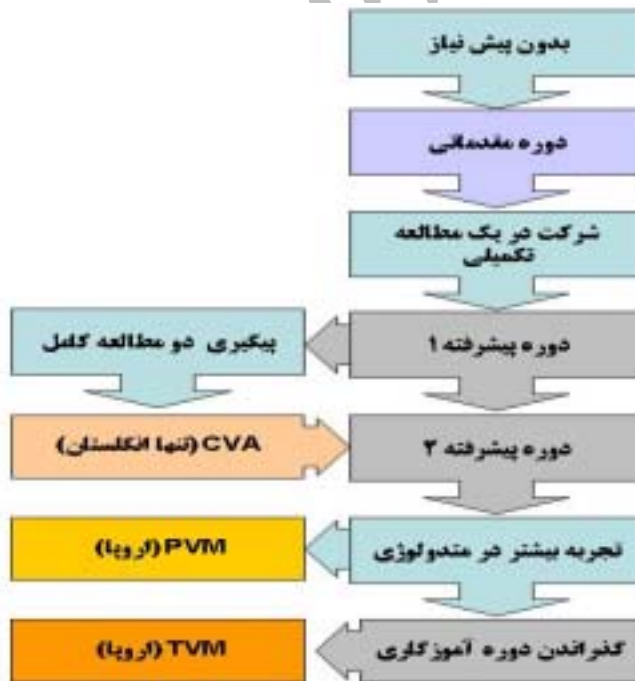 بدون پیش نیاز
دوره مقدماتی
شرکت در یک مطالعه
تکمیلی
دوره پیشرفته ۱
پیگیری دو مطالعه کامل
CVA (تنها انگلستان)
دوره پیشرفته ۲
تجربه بیشتر در متدولوژی
PVM (اروپا)
گذراندن دوره آموزگاری
TVM (اروپا)